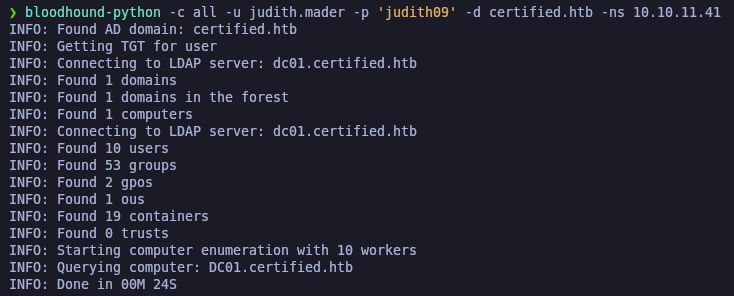 ❯ bloodhound-python -c all -u judith.mader -p 'judith09' -d certified.htb -ns 10.10.11.41
INFO: Found AD domain: certified.htb
INFO: Getting TGT for user
INFO: Connecting to LDAP server: dc01.certified.htb
INFO: Found 1 domains
INFO: Found 1 domains in the forest
INFO: Found 1 computers
INFO: Connecting to LDAP server: dc01.certified.htb
INFO: Found 10 users
INFO: Found 53 groups
INFO: Found 2 gpos
INFO: Found 1 ous
INFO: Found 19 containers
INFO: Found 0 trusts
INFO: Starting computer enumeration with 10 workers
INFO: Querying computer: DC01.certified.htb
INFO: Done in 00M 24S